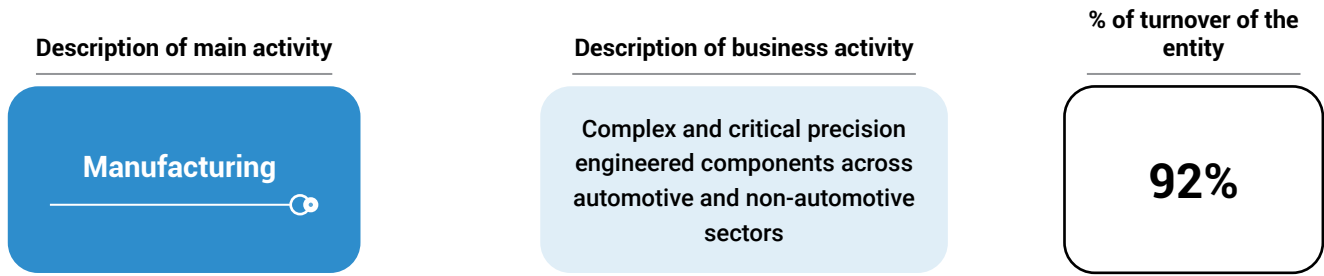 Description of main activity
Description of business activity
% of turnover of the
entity
Manufacturing
Complex and critical precision
engineered components across
automotive and non-automotive
sectors
92%